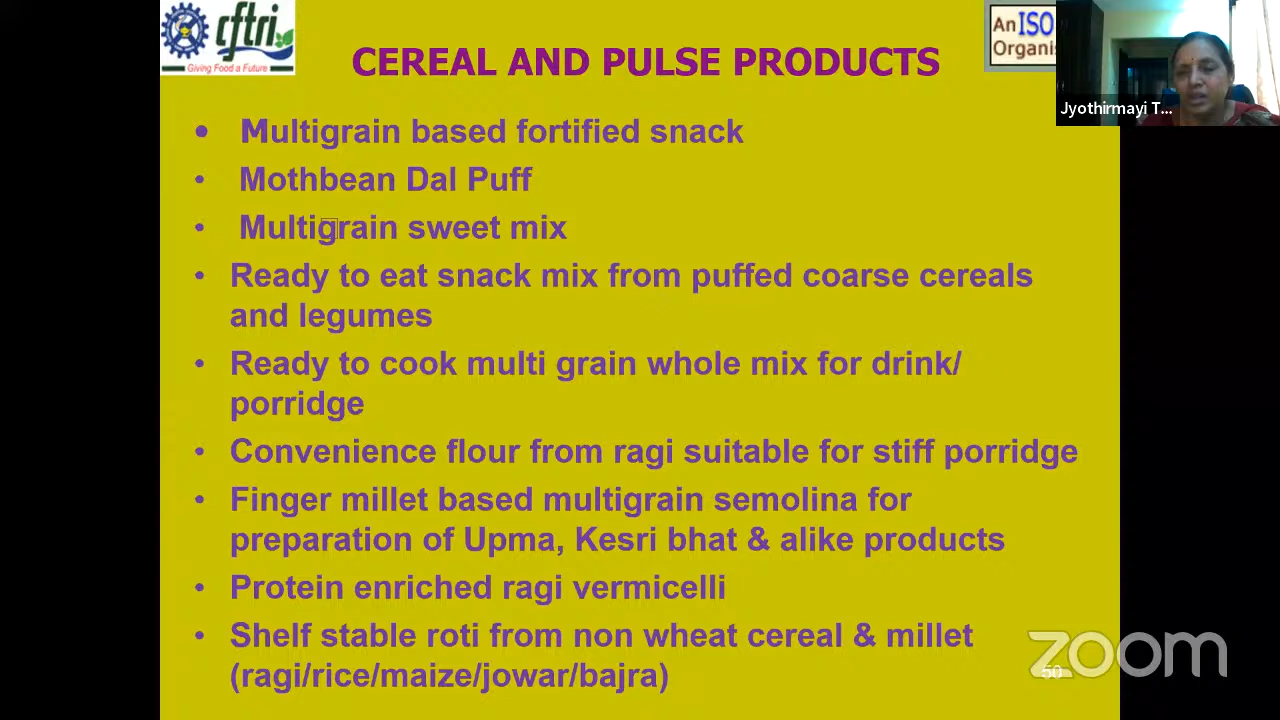 cftri
Giving Food a Future
CEREAL AND PULSE PRODUCTS
An ISO
Organis
Jyothirmayi T...
• Multigrain based fortified snack
• Mothbean Dal Puff
• Multigrain sweet mix
• Ready to eat snack mix from puffed coarse cereals
and legumes
• Ready to cook multi grain whole mix for drink/
porridge
• Convenience flour from ragi suitable for stiff porridge
• Finger millet based multigrain semolina for
preparation of Upma, Kesri bhat & alike products
• Protein enriched ragi vermicelli
• Shelf stable roti from non wheat cereal & millet
(ragi/rice/maize/jowar/bajra)
50
zoom